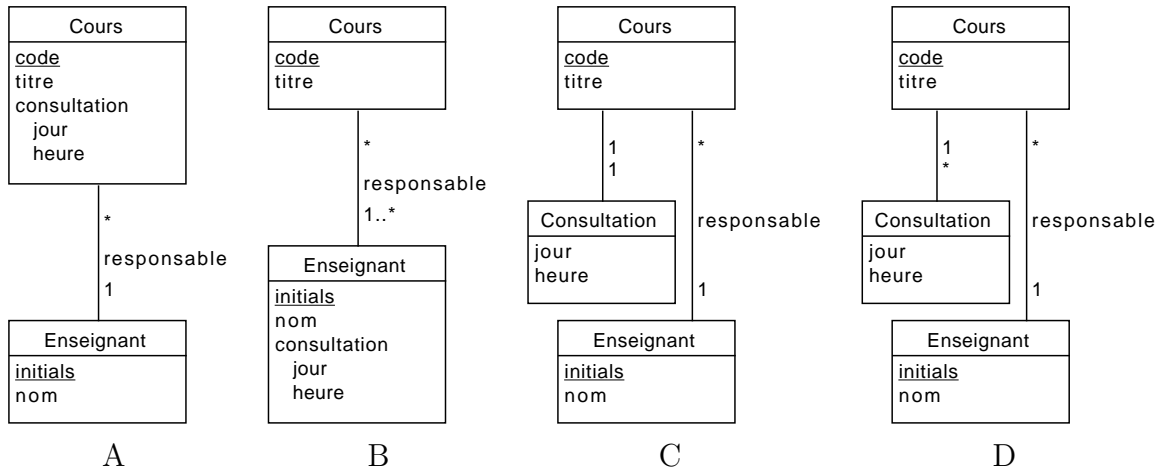 Cours
code
titre
consultation
jour
heure
*
responsable
1
Enseignant
initials
nom
A
Cours
code
titre
*
responsable
1..*
Enseignant
initials
nom
consultation
jour
heure
B
Cours
code
titre
1
1
*
Consultation
jour
heure
responsable
1
Enseignant
initials
nom
C
Cours
code
titre
1
*
*
Consultation
jour
heure
responsable
1
Enseignant
initials
nom
D